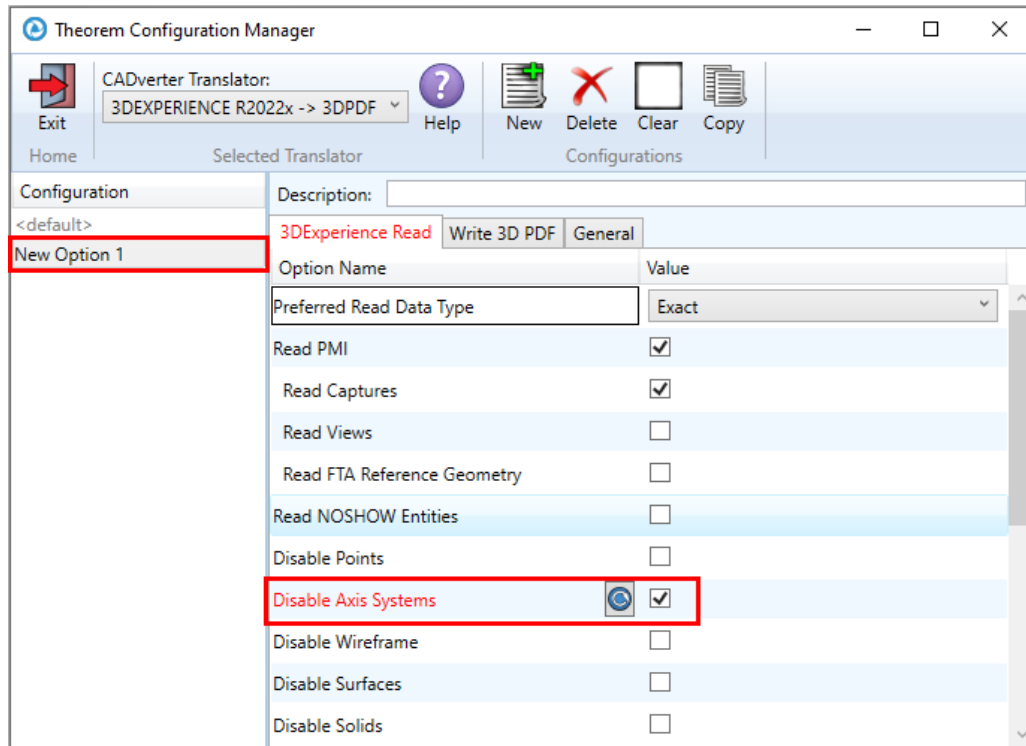 Theorem Configuration Manager
CADverter Translator:
3DEXPERIENCE R2022x -> 3DPDF
?
Exit
Help
New
Delete
Clear
Copy
Home
Selected Translator
Configurations
Configuration
Description:
<default>
3DExperience Read
Write 3D PDF
General
New Option 1
Option Name
Value
Preferred Read Data Type
Exact
Read PMI
Read Captures
Read Views
Read FTA Reference Geometry
Read NOSHOW Entities
Disable Points
Disable Axis Systems
Disable Wireframe
Disable Surfaces
Disable Solids